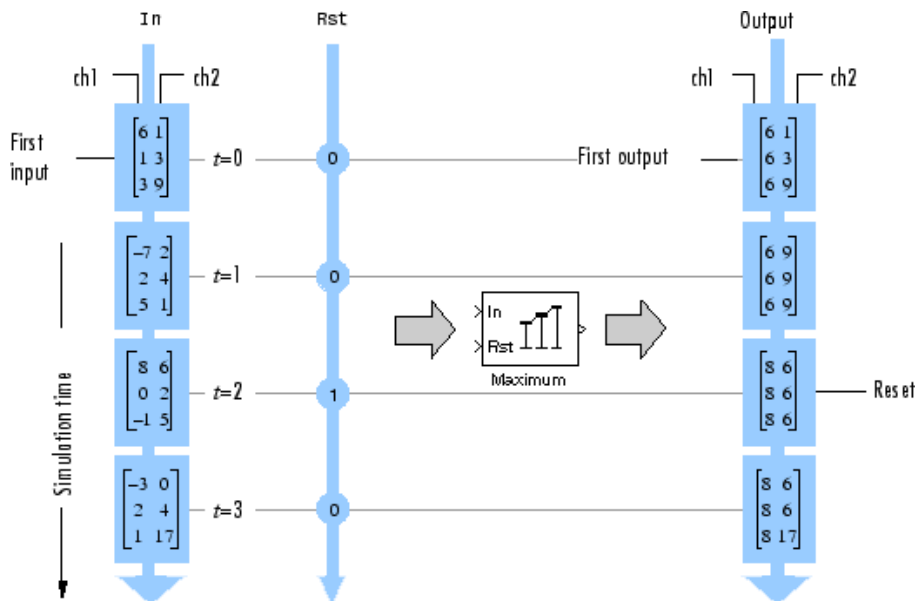 In
Rst
Output
ch1
ch2
ch1
ch2
First input
6 1
1 3
3 9
t=0
0
First output
6 1
6 3
6 9
-7 2
2 4
5 1
t=1
0
6 9
6 9
6 9
In
Rst
Maximum
8 6
0 2
-1 5
t=2
1
8 6
8 6
8 6
Reset
Simulation time
-3 0
2 4
1 17
t=3
0
8 6
8 6
8 17